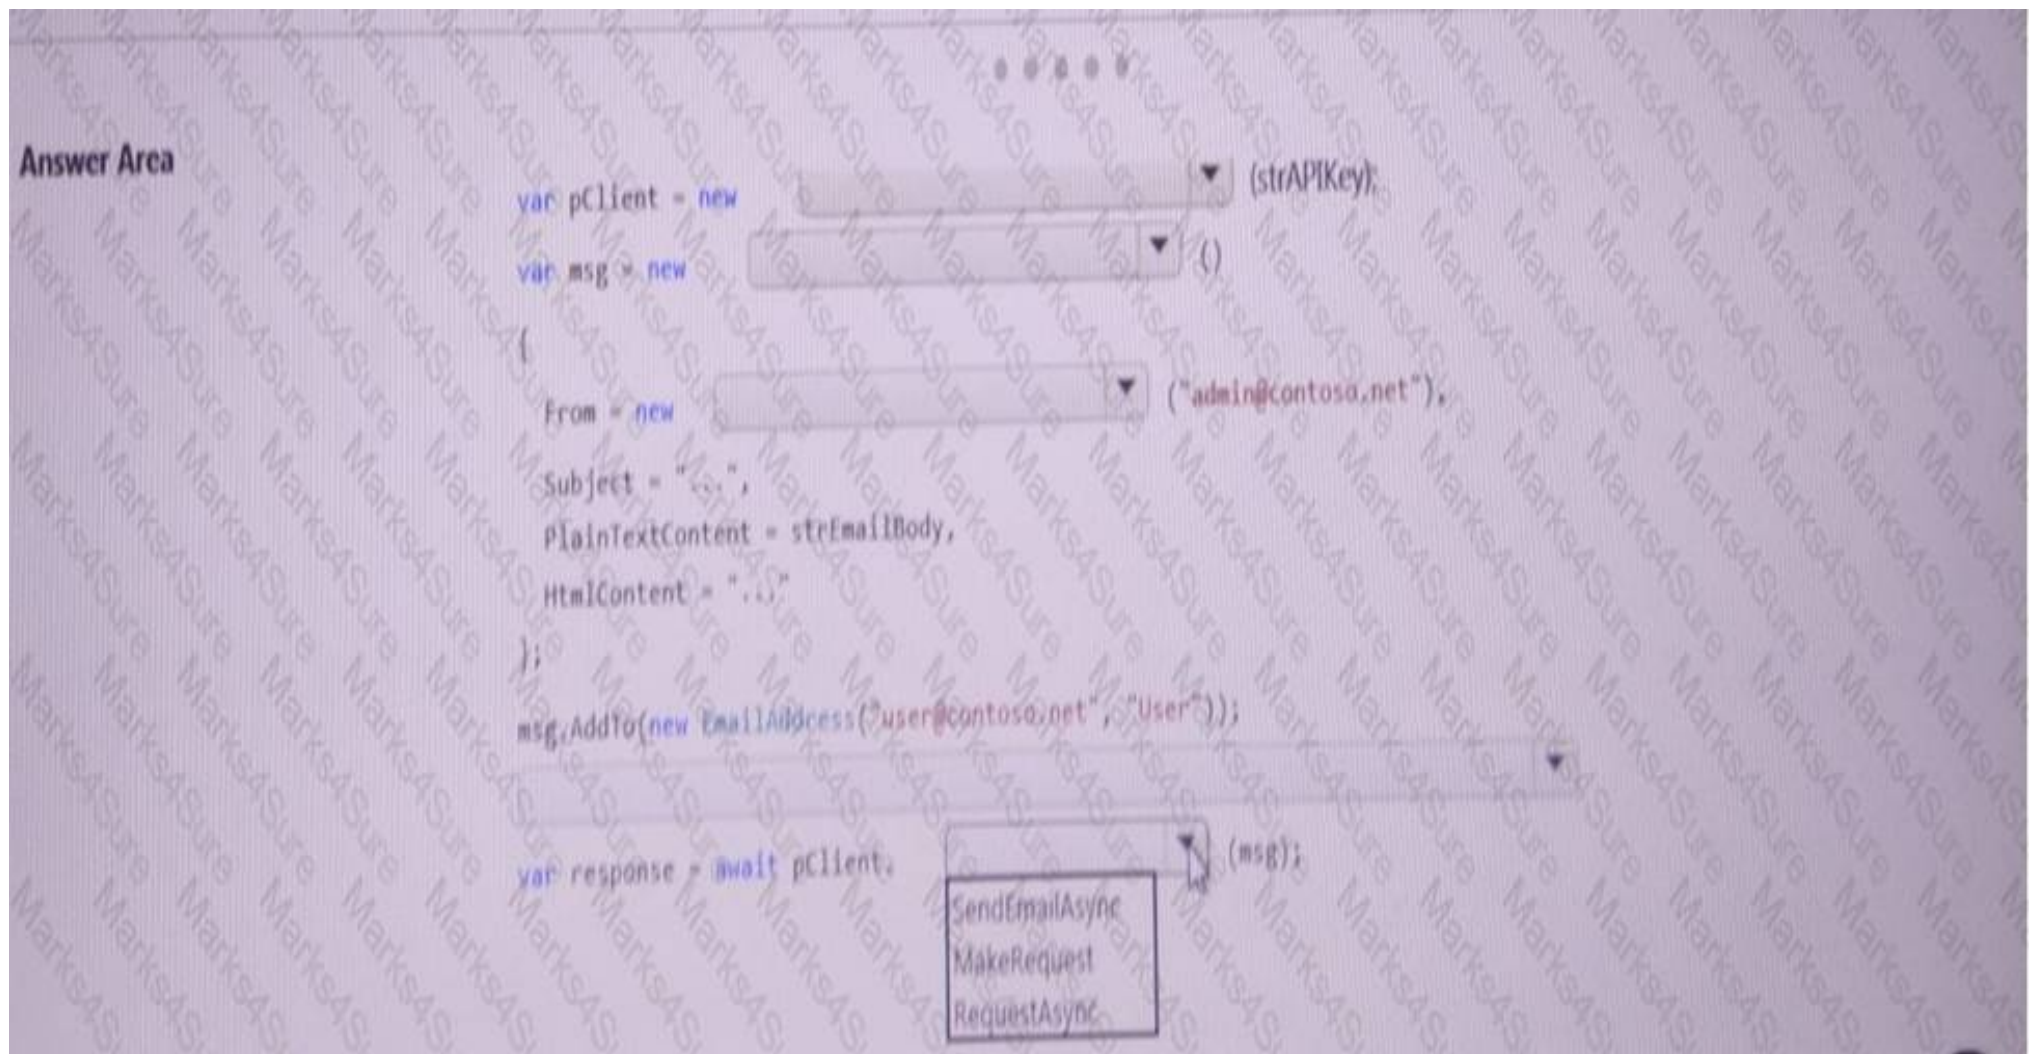 Answer Area
var pClient = new (strAPIKey);
var msg = new ()
{
From = new ("admin@contoso.net"),
Subject = "...",
PlainTextContent = strEmailBody,
HtmlContent = "..."
};
msg.AddTo(new EmailAddress("user@contoso.net", "User"));
var response = await pClient. (msg);
SendEmailAsync
MakeRequest
RequestAsync
Marks4Sure